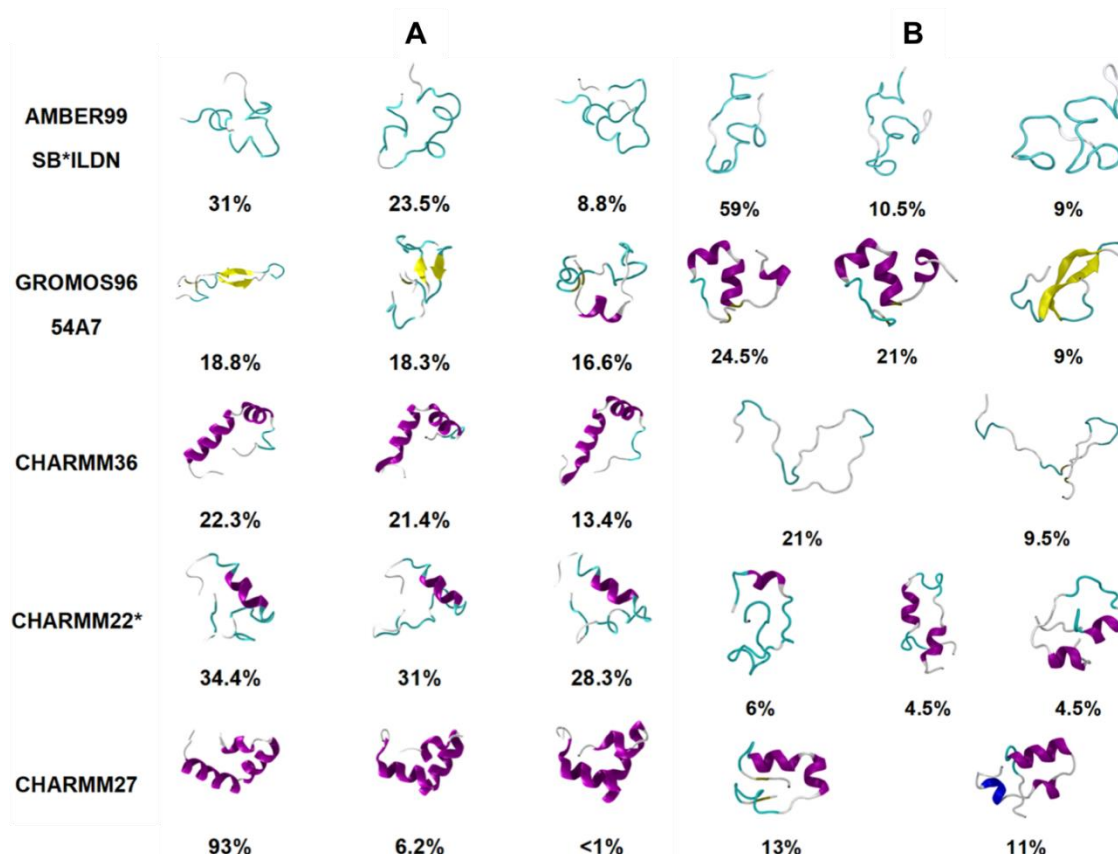 A B
AMBER99
SB*ILDN
31% 23.5% 8.8% 59% 10.5% 9%
GROMOS96
54A7
18.8% 18.3% 16.6% 24.5% 21% 9%
CHARMM36
22.3% 21.4% 13.4% 21% 9.5%
CHARMM22*
34.4% 31% 28.3% 6% 4.5% 4.5%
CHARMM27
93% 6.2% <1% 13% 11%